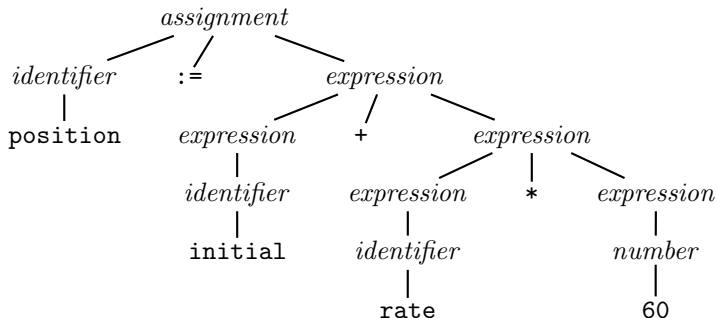 assignment
identifier := expression
position expression + expression
identifier expression * expression
initial identifier number
rate 60